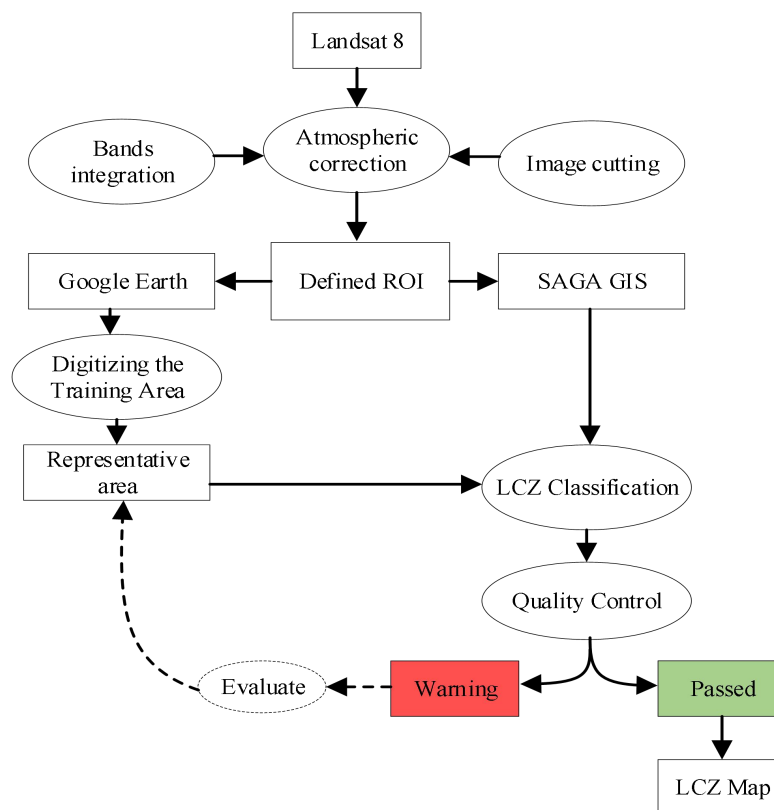 Landsat 8
Bands
integration
Atmospheric
correction
Image cutting
Google Earth
Defined ROI
SAGA GIS
Digitizing the
Training Area
Representative
area
LCZ Classification
Quality Control
Evaluate
Warning
Passed
LCZ Map